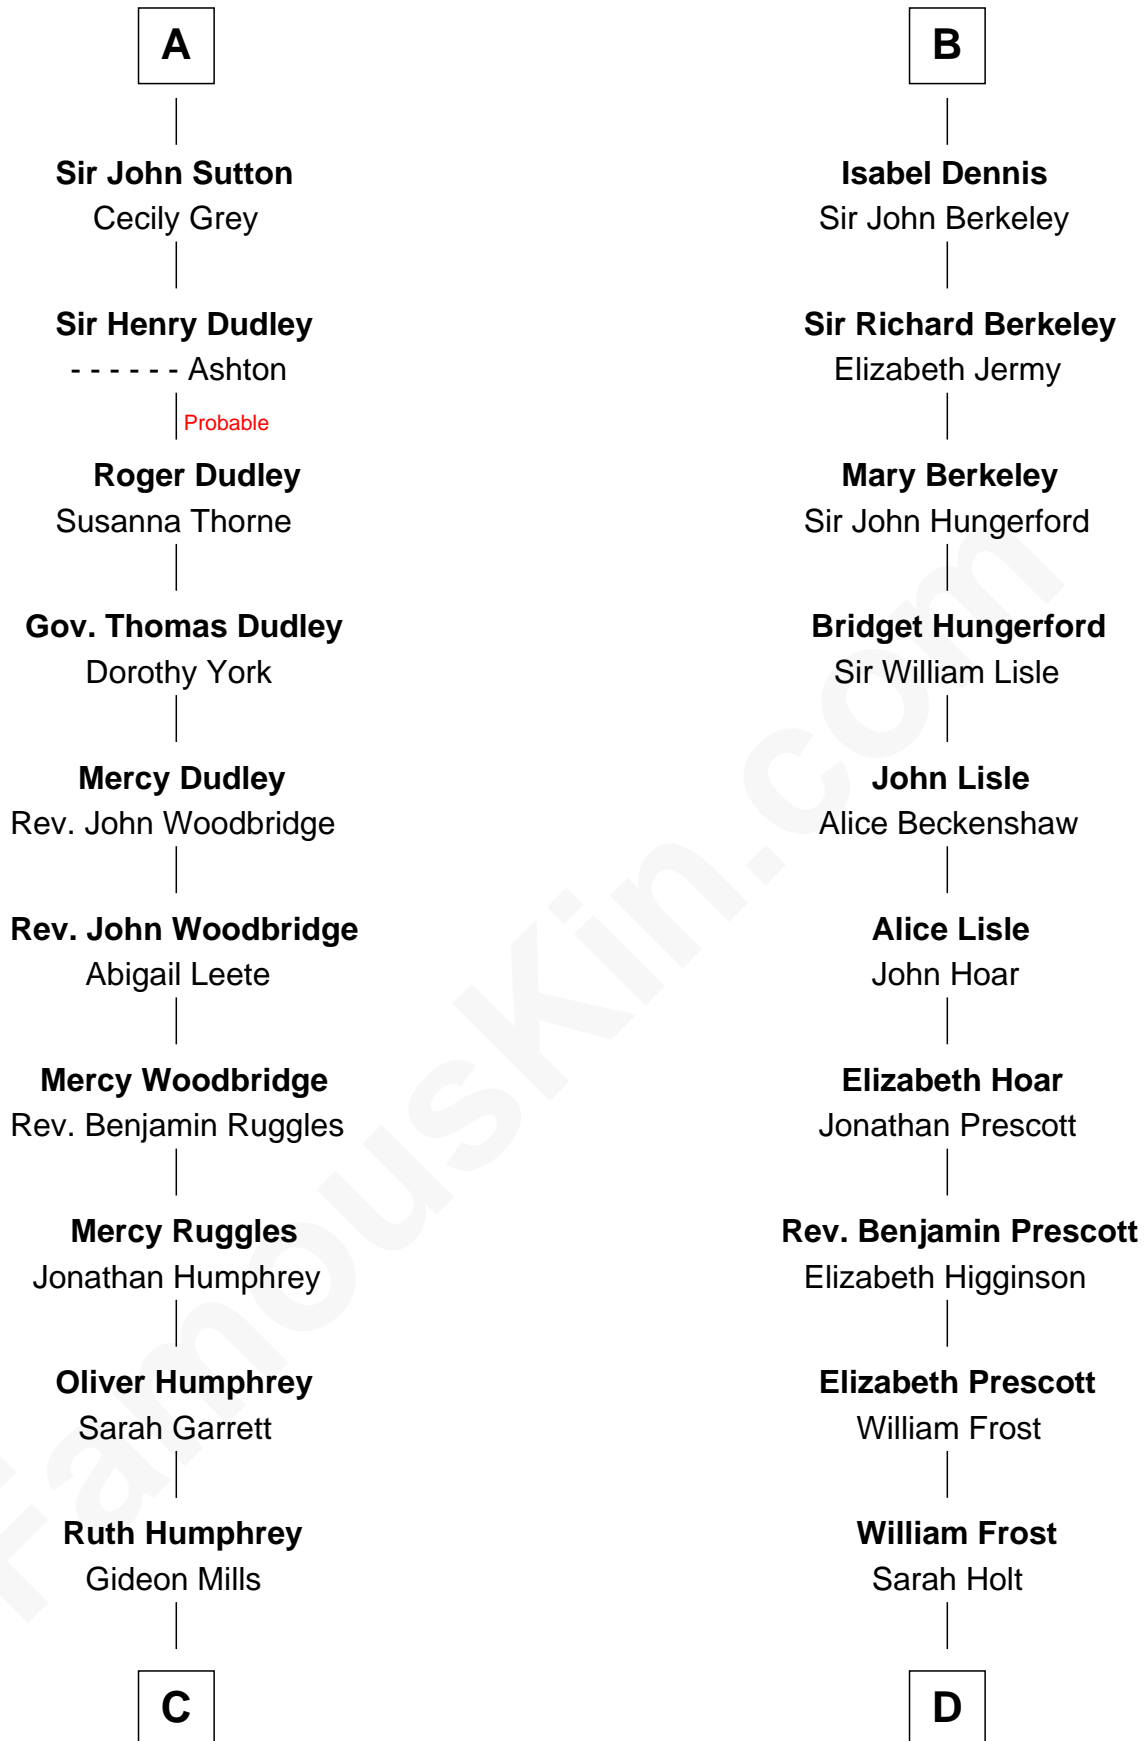 A
Sir John Sutton
Cecily Grey
Sir Henry Dudley
- - - - - - Ashton
Probable
Roger Dudley
Susanna Thorne
Gov. Thomas Dudley
Dorothy York
Mercy Dudley
Rev. John Woodbridge
Rev. John Woodbridge
Abigail Leete
Mercy Woodbridge
Rev. Benjamin Ruggles
Mercy Ruggles
Jonathan Humphrey
Oliver Humphrey
Sarah Garrett
Ruth Humphrey
Gideon Mills
C
B
Isabel Dennis
Sir John Berkeley
Sir Richard Berkeley
Elizabeth Jermy
Mary Berkeley
Sir John Hungerford
Bridget Hungerford
Sir William Lisle
John Lisle
Alice Beckenshaw
Alice Lisle
John Hoar
Elizabeth Hoar
Jonathan Prescott
Rev. Benjamin Prescott
Elizabeth Higginson
Elizabeth Prescott
William Frost
William Frost
Sarah Holt
D
FamousKin.com